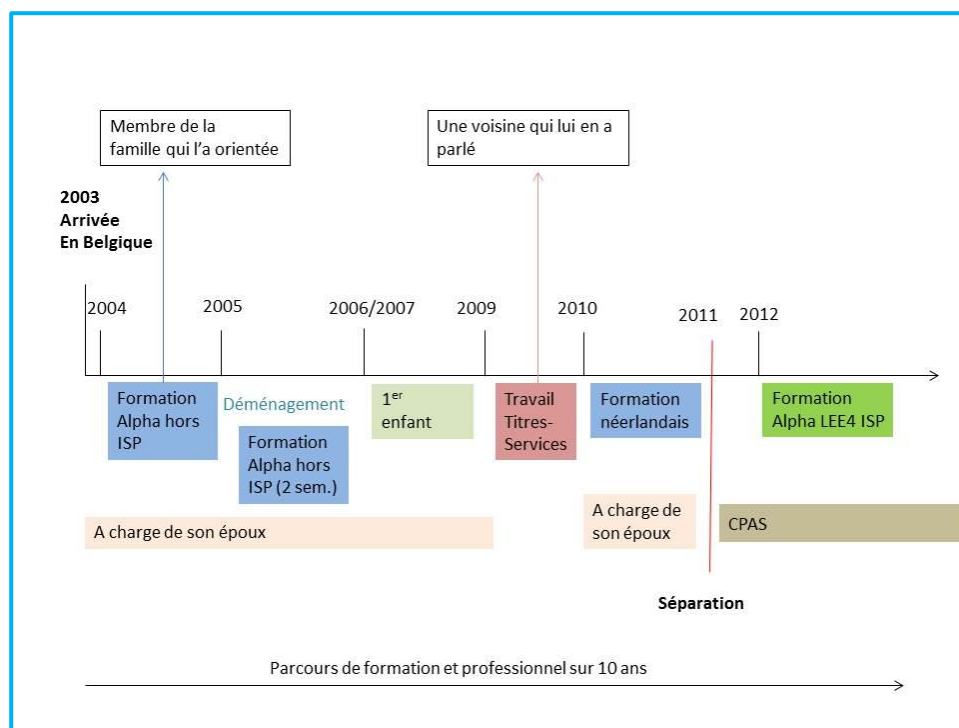 Membre de la
famille qui l'a orientée
Une voisine qui lui en a
parlé
2003
Arrivée
En Belgique
2004
2005
2006/2007
2009
2010
2011
2012
Formation
Alpha hors
ISP
Déménagement
Formation
Alpha hors
ISP (2 sem.)
1er
enfant
Travail
Titres-
Services
Formation
néerlandais
Formation
Alpha LEE4 ISP
A charge de son époux
A charge de
son époux
CPAS
Séparation
Parcours de formation et professionnel sur 10 ans